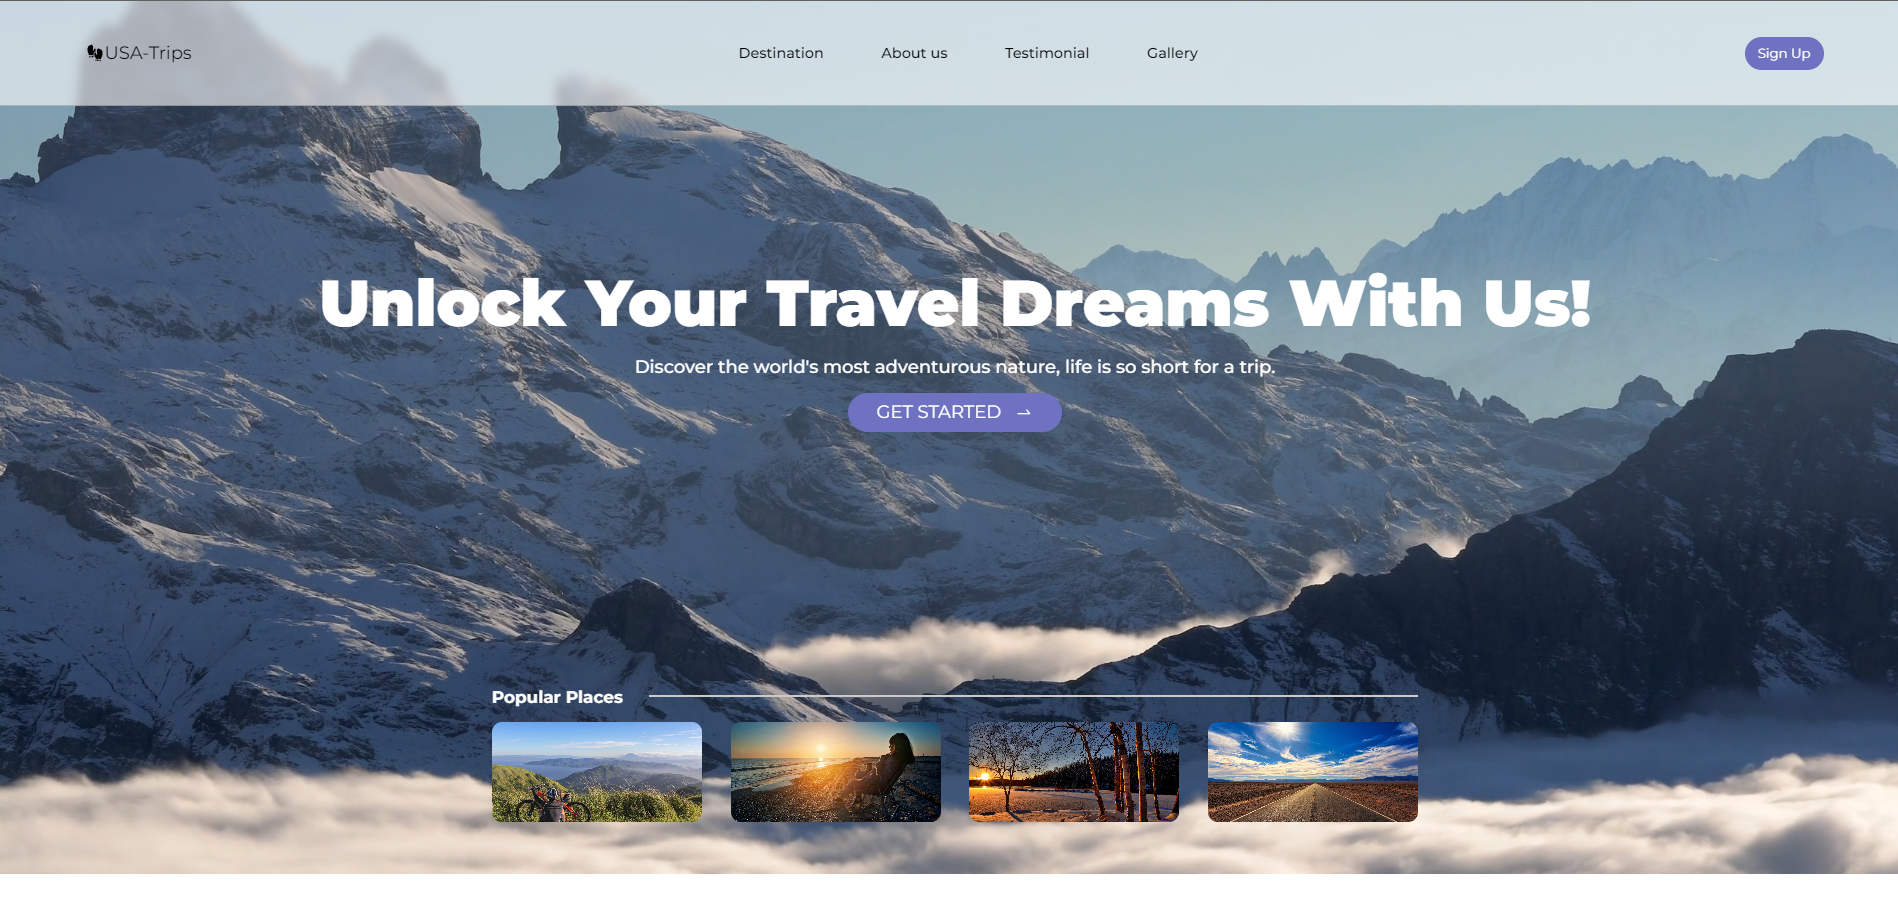 USA-Trips
Destination
About us
Testimonial
Gallery
Sign Up
Unlock Your Travel Dreams With Us!
Discover the world's most adventurous nature, life is so short for a trip.
GET STARTED →
Popular Places